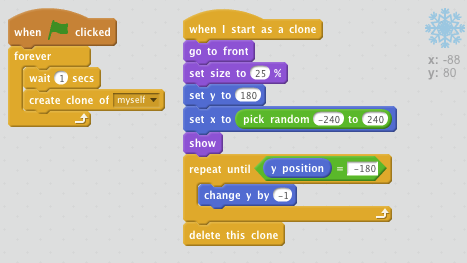 when clicked
forever
wait 1 secs
create clone of myself
when I start as a clone
go to front
set size to 25 %
set y to 180
set x to pick random -240 to 240
show
repeat until y position = -180
change y by -1
delete this clone
x: -88
y: 80